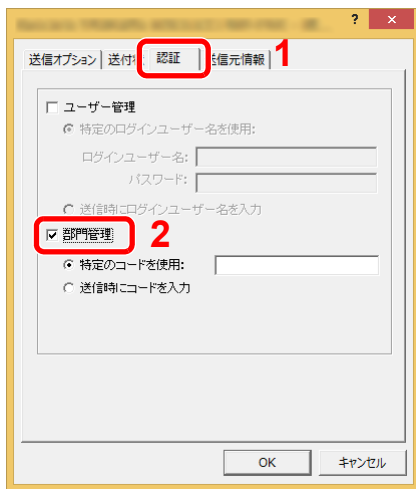 ?
×
送信オプション
送付
認証
送信元情報
1
ユーザー管理
特定のログインユーザー名を使用:
ログインユーザー名:
パスワード:
送信時にログインユーザー名を入力
部門管理
2
特定のコードを使用:
送信時にコードを入力
OK
キャンセル